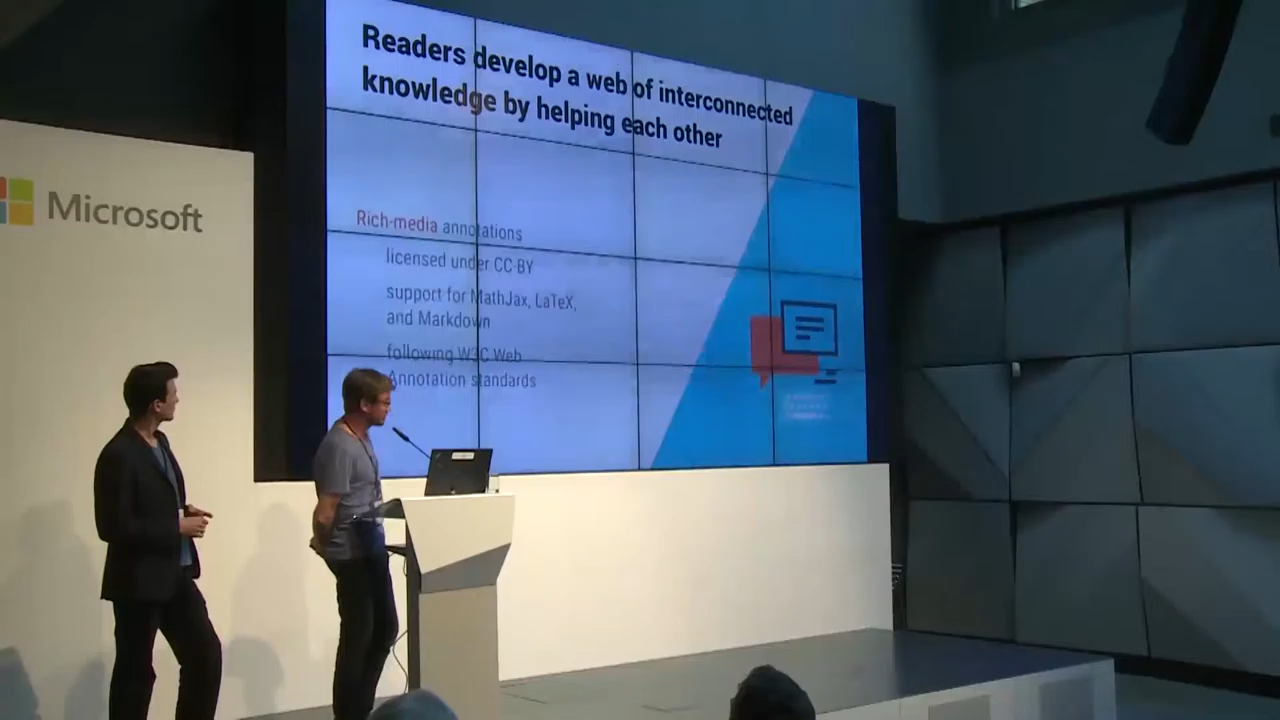 Microsoft
Readers develop a web of interconnected
knowledge by helping each other
Rich-media annotations
licensed under CC-BY
support for MathJax, LaTeX,
and Markdown
following W3C Web
Annotation standards